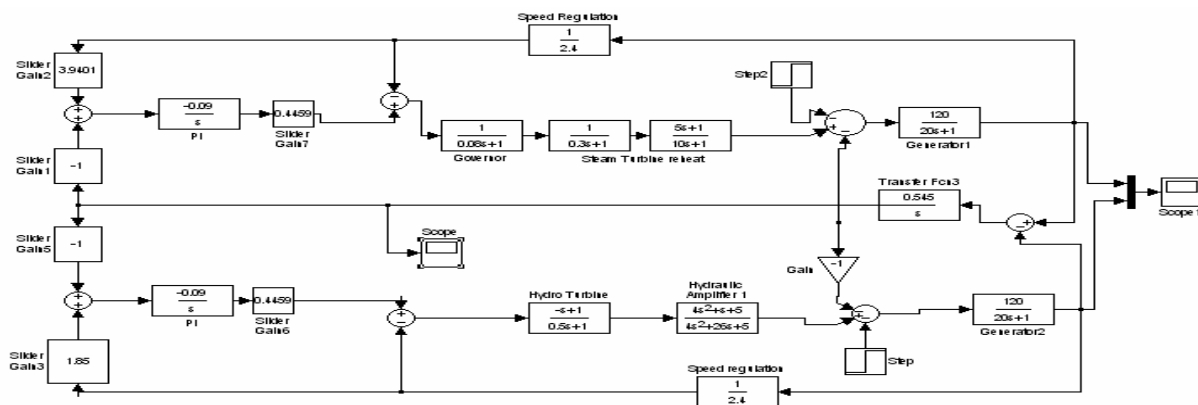 Speed Regulation
1
2.4
Slider
Gain2
3.9401
Step2
-0.09
s
PI
0.4459
Slider
Gain7
1
0.08s+1
Governor
1
0.3s+1
5s+1
10s+1
Steam Turbine reheat
120
20s+1
Generator1
Slider
Gain1
-1
Transfer Fcn3
0.545
s
Scope1
Slider
Gain5
-1
Scope
Gain
-1
-0.09
s
PI
0.4459
Slider
Gain6
Hydro Turbine
-s+1
0.5s+1
Hydraulic
Amplifier 1
4s²+s+5
4s²+26s+5
120
20s+1
Generator2
Slider
Gain3
1.85
Step
Speed regulation
1
2.4